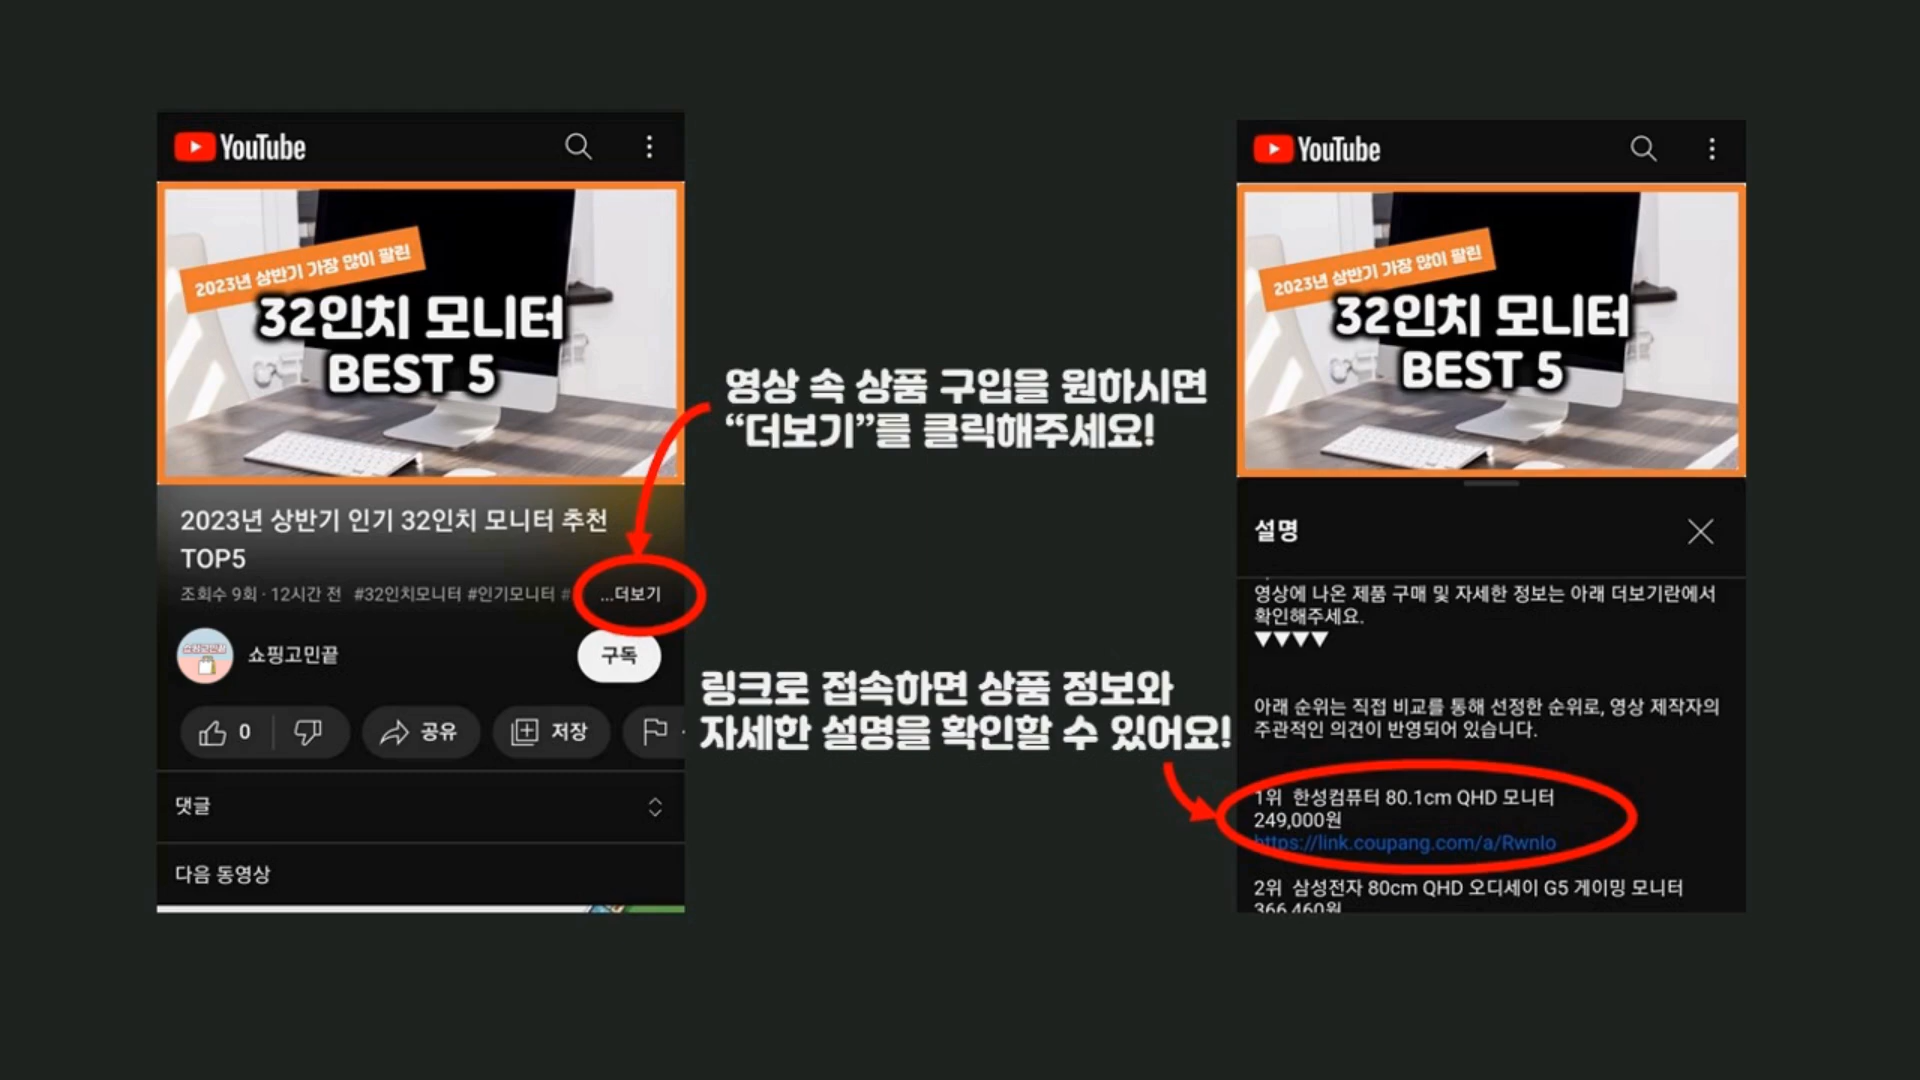 YouTube
2023년 상반기 가장 많이 팔린
32인치 모니터
BEST 5
2023년 상반기 인기 32인치 모니터 추천
TOP5
조회수 9회 · 12시간 전 #32인치모니터 #인기모니터 # ...더보기
쇼핑고민끝
쇼핑고민끝
구독
0
공유
저장
댓글
다음 동영상
영상 속 상품 구입을 원하시면
“더보기”를 클릭해주세요!
링크로 접속하면 상품 정보와
자세한 설명을 확인할 수 있어요!
YouTube
2023년 상반기 가장 많이 팔린
32인치 모니터
BEST 5
설명
영상에 나온 제품 구매 및 자세한 정보는 아래 더보기란에서
확인해주세요.
▼▼▼▼
아래 순위는 직접 비교를 통해 선정한 순위로, 영상 제작자의
주관적인 의견이 반영되어 있습니다.
1위 한성컴퓨터 80.1cm QHD 모니터
249,000원
https://link.coupang.com/a/RwnIo
2위 삼성전자 80cm QHD 오디세이 G5 게이밍 모니터
366,460원